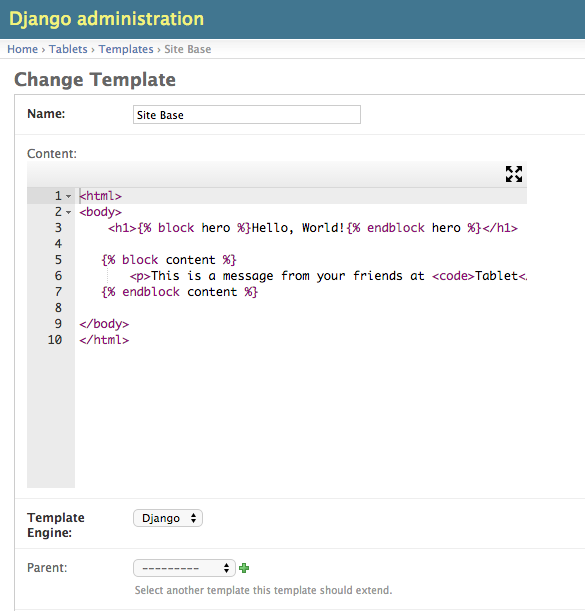 Django administration
Home › Tablets › Templates › Site Base
Change Template
Name: Site Base
Content:
1 <html>
2 <body>
3 <h1>{% block hero %}Hello, World!{% endblock hero %}</h1>
4
5 {% block content %}
6 <p>This is a message from your friends at <code>Tablet<
7 {% endblock content %}
8
9 </body>
10 </html>
Template Engine: Django
Parent: ---------
Select another template this template should extend.